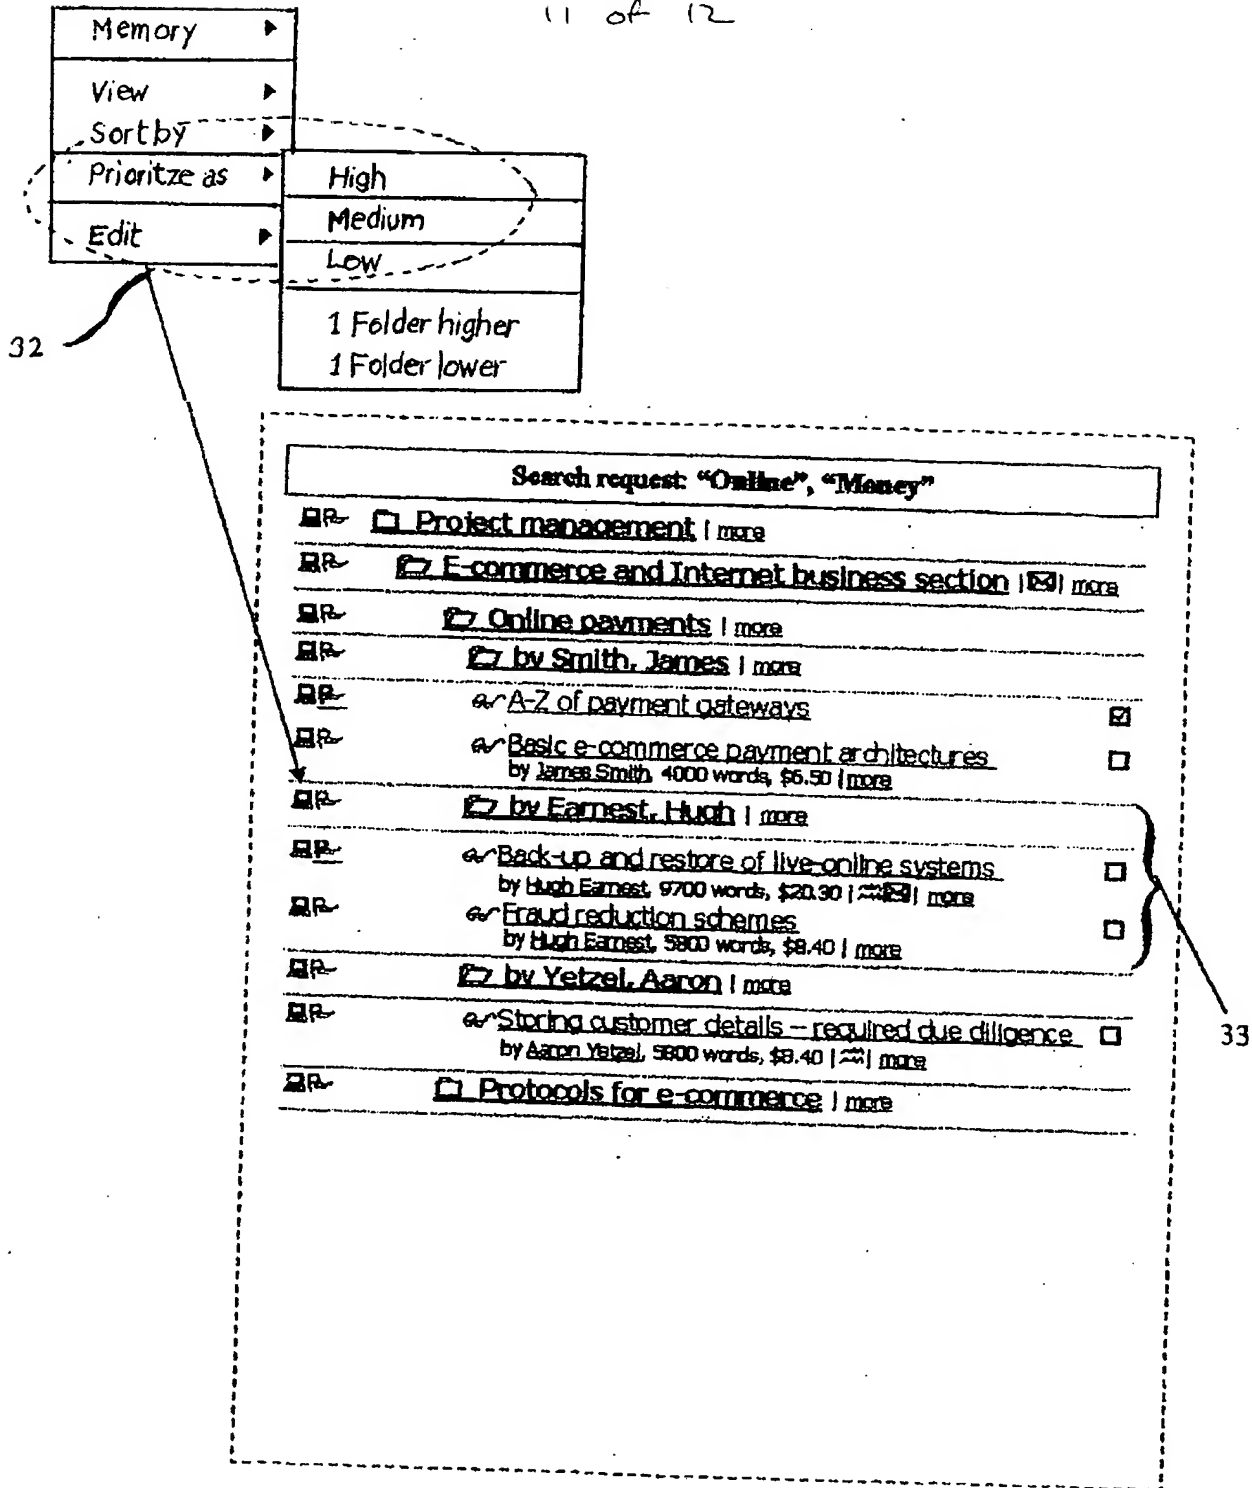 11 of 12
Memory
View
Sort by
Prioritze as
Edit
High
Medium
Low
1 Folder higher
1 Folder lower
32
Search request: “Online”, “Money”
Project management | more
E-commerce and Internet business section | | more
Online payments | more
by Smith, James | more
A-Z of payment gateways
Basic e-commerce payment architectures
by James Smith, 4000 words, $6.50 | more
by Earnest, Hugh | more
Back-up and restore of live-online systems
by Hugh Earnest, 9700 words, $20.30 | | more
Fraud reduction schemes
by Hugh Earnest, 5800 words, $8.40 | more
by Yetzel, Aaron | more
Storing customer details – required due diligence
by Aaron Yetzel, 5800 words, $8.40 | | more
33
Protocols for e-commerce | more